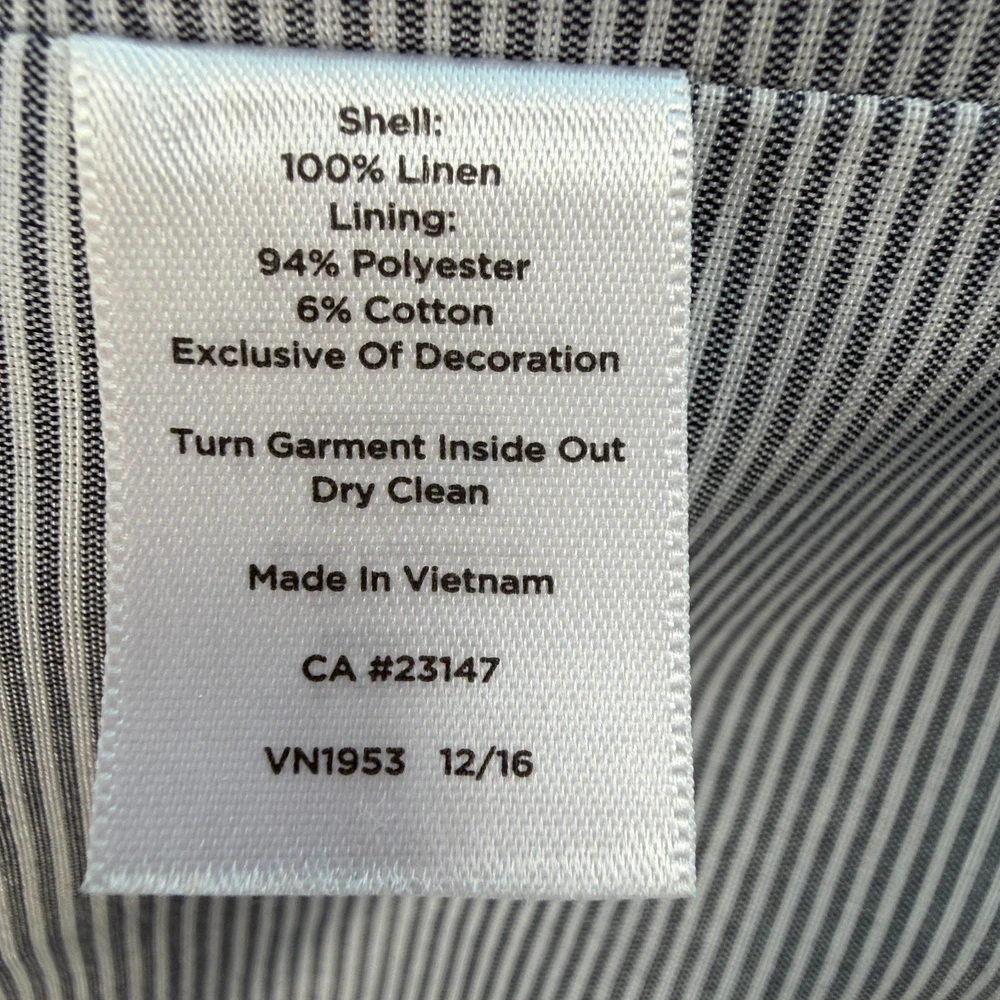 Shell:
100% Linen
Lining:
94% Polyester
6% Cotton
Exclusive Of Decoration
Turn Garment Inside Out
Dry Clean
Made In Vietnam
CA #23147
VN1953 12/16